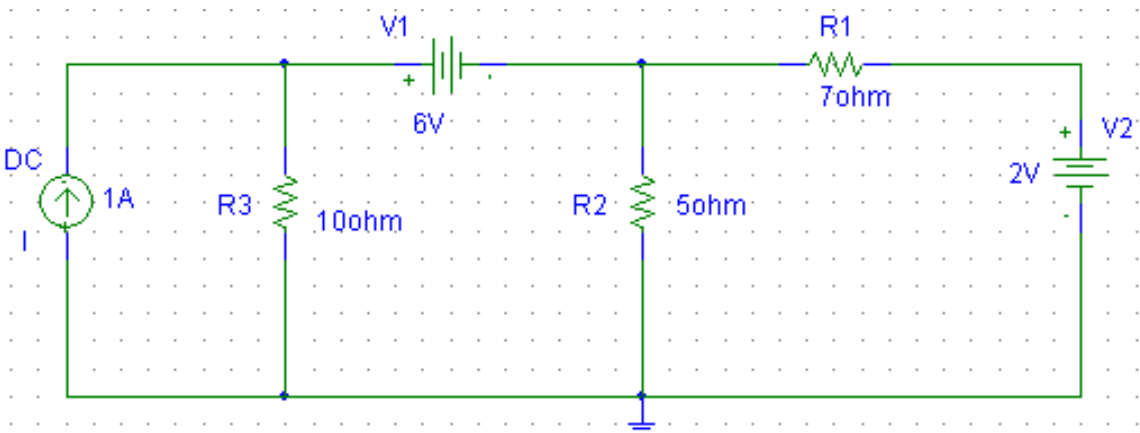 V1
+
-
6V
R1
7ohm
+
V2
2V
-
DC
1A
+
I
R3
10ohm
R2
5ohm